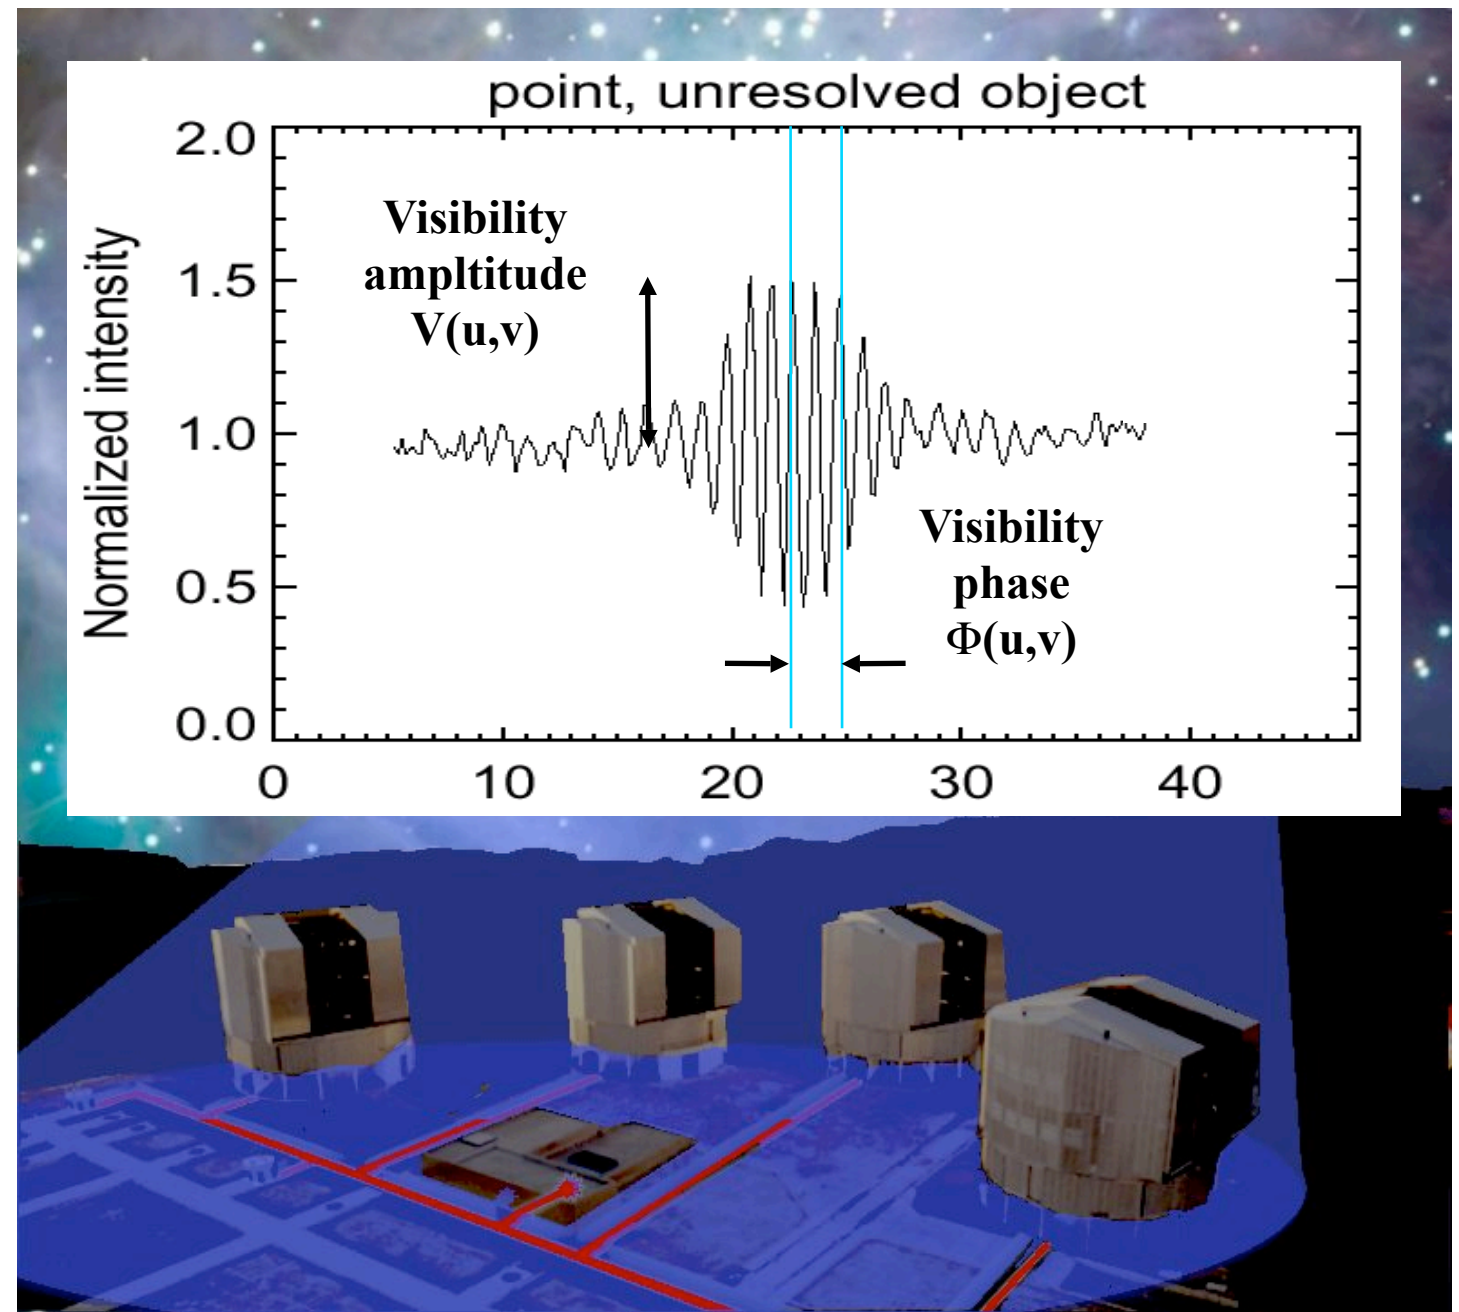 point, unresolved object
2.0
Visibility
ampltitude
V(u,v)
1.5
Normalized intensity
1.0
Visibility
phase
Φ(u,v)
0.5
0.0
0 10 20 30 40